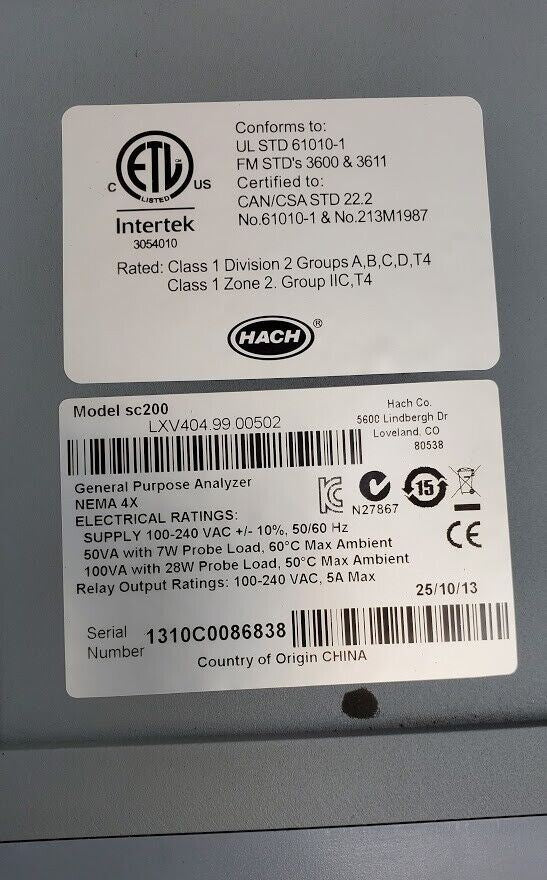 Conforms to:
UL STD 61010-1
FM STD's 3600 & 3611
Certified to:
CAN/CSA STD 22.2
No.61010-1 & No.213M1987
C ETL US
LISTED
Intertek
3054010
Rated: Class 1 Division 2 Groups A,B,C,D,T4
Class 1 Zone 2. Group IIC,T4
HACH®
Model sc200
LXV404.99.00502
Hach Co.
5600 Lindbergh Dr
Loveland, CO
80538
General Purpose Analyzer
NEMA 4X
ELECTRICAL RATINGS:
SUPPLY 100-240 VAC +/- 10%, 50/60 Hz
50VA with 7W Probe Load, 60°C Max Ambient
100VA with 28W Probe Load, 50°C Max Ambient
Relay Output Ratings: 100-240 VAC, 5A Max
N27867
15
CE
25/10/13
Serial
Number
1310C0086838
Country of Origin CHINA